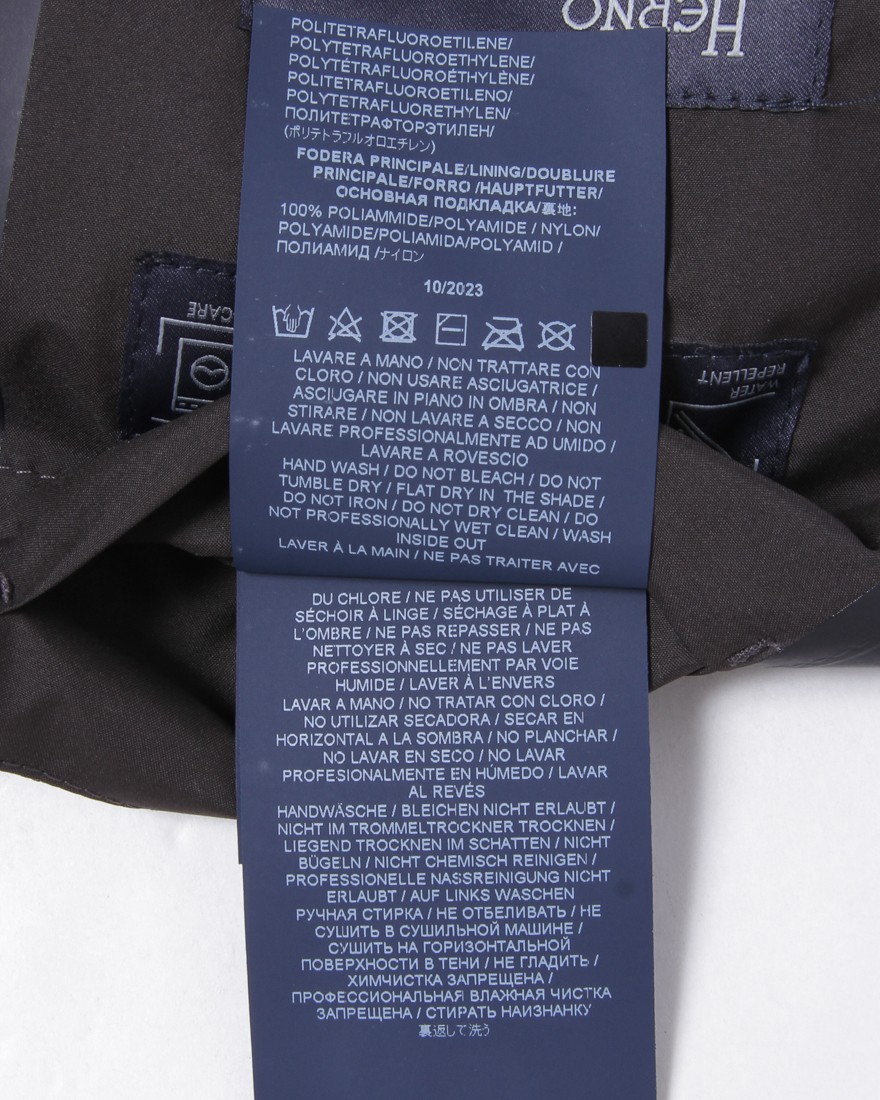 HERNO
POLITETRAFLUOROETILENE/
POLYTETRAFLUOROETHYLENE/
POLYTÉTRAFLUOROÉTHYLÈNE/
POLITETRAFLUOROETILENO/
POLYTETRAFLUORETHYLEN/
ПОЛИТЕТРАФТОРЭТИЛЕН/
(ポリテトラフルオロエチレン)
FODERA PRINCIPALE/LINING/DOUBLURE
PRINCIPALE/FORRO /HAUPTFUTTER/
ОСНОВНАЯ ПОДКЛАДКА/裏地:
100% POLIAMMIDE/POLYAMIDE / NYLON/
POLYAMIDE/POLIAMIDA/POLYAMID /
ПОЛИАМИД /ナイロン
10/2023
CARE
WATER
REPELLENT
LAVARE A MANO / NON TRATTARE CON
CLORO / NON USARE ASCIUGATRICE /
ASCIUGARE IN PIANO IN OMBRA / NON
STIRARE / NON LAVARE A SECCO / NON
LAVARE PROFESSIONALMENTE AD UMIDO /
LAVARE A ROVESCIO
HAND WASH / DO NOT BLEACH / DO NOT
TUMBLE DRY / FLAT DRY IN THE SHADE /
DO NOT IRON / DO NOT DRY CLEAN / DO
NOT PROFESSIONALLY WET CLEAN / WASH
INSIDE OUT
LAVER À LA MAIN / NE PAS TRAITER AVEC
DU CHLORE / NE PAS UTILISER DE
SÉCHOIR À LINGE / SÉCHAGE À PLAT À
L'OMBRE / NE PAS REPASSER / NE PAS
NETTOYER À SEC / NE PAS LAVER
PROFESSIONNELLEMENT PAR VOIE
HUMIDE / LAVER À L'ENVERS
LAVAR A MANO / NO TRATAR CON CLORO /
NO UTILIZAR SECADORA / SECAR EN
HORIZONTAL A LA SOMBRA / NO PLANCHAR /
NO LAVAR EN SECO / NO LAVAR
PROFESIONALMENTE EN HÚMEDO / LAVAR
AL REVÉS
HANDWÄSCHE / BLEICHEN NICHT ERLAUBT /
NICHT IM TROMMELTROCKNER TROCKNEN /
LIEGEND TROCKNEN IM SCHATTEN / NICHT
BÜGELN / NICHT CHEMISCH REINIGEN /
PROFESSIONELLE NASSREINIGUNG NICHT
ERLAUBT / AUF LINKS WASCHEN
РУЧНАЯ СТИРКА / НЕ ОТБЕЛИВАТЬ / НЕ
СУШИТЬ В СУШИЛЬНОЙ МАШИНЕ /
СУШИТЬ НА ГОРИЗОНТАЛЬНОЙ
ПОВЕРХНОСТИ В ТЕНИ / НЕ ГЛАДИТЬ /
ХИМЧИСТКА ЗАПРЕЩЕНА /
ПРОФЕССИОНАЛЬНАЯ ВЛАЖНАЯ ЧИСТКА
ЗАПРЕЩЕНА / СТИРАТЬ НАИЗНАНКУ
裏返して洗う